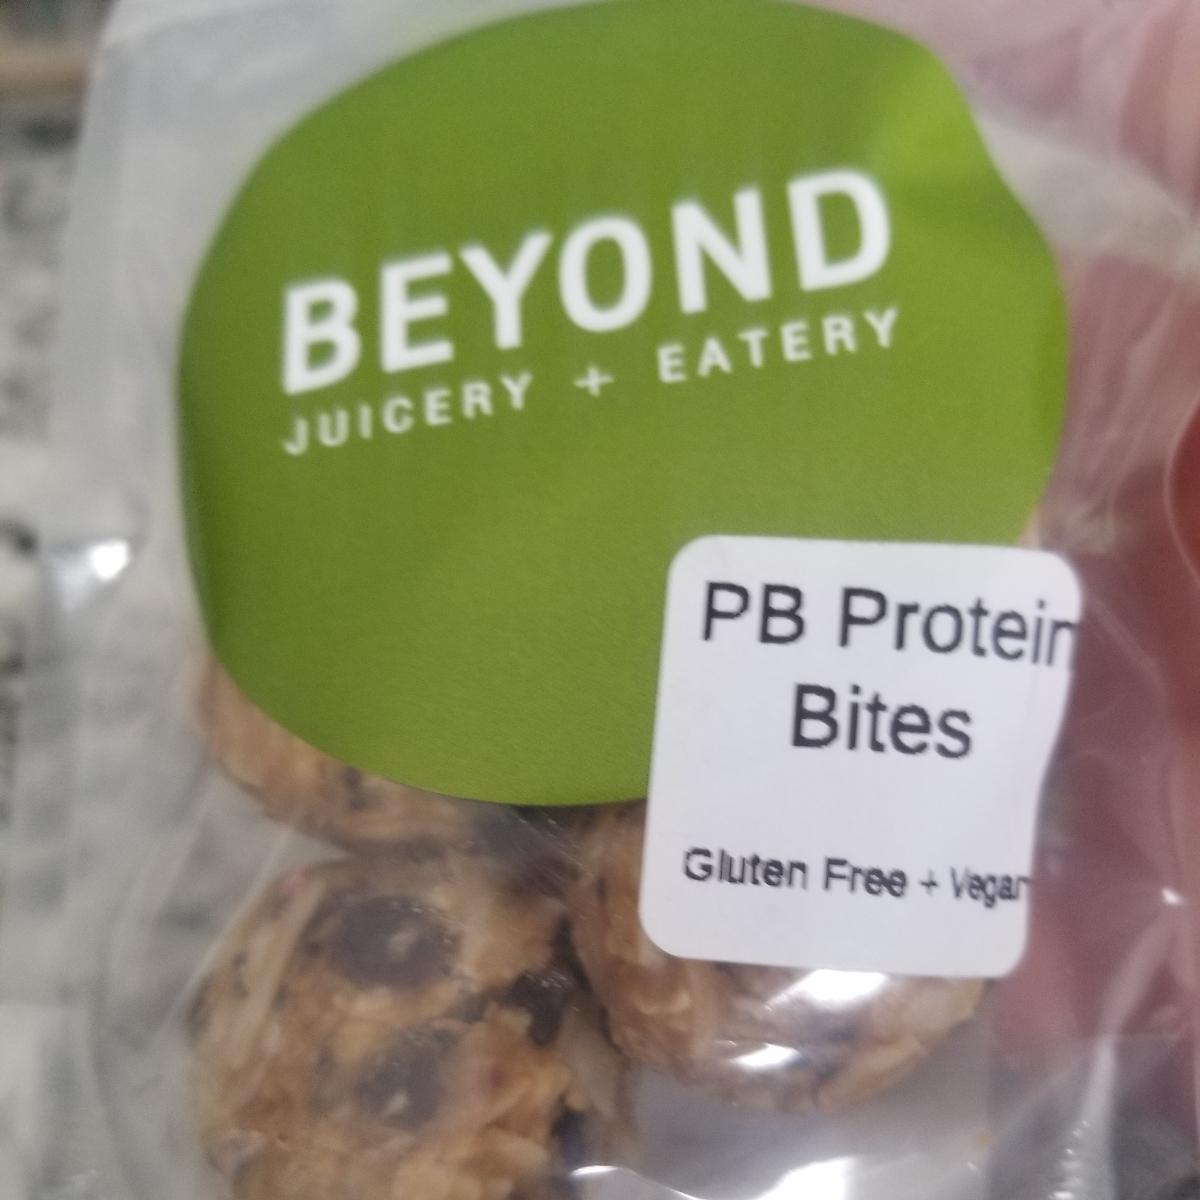 BEYOND
JUICERY + EATERY
PB Protein
Bites
Gluten Free + Vegan